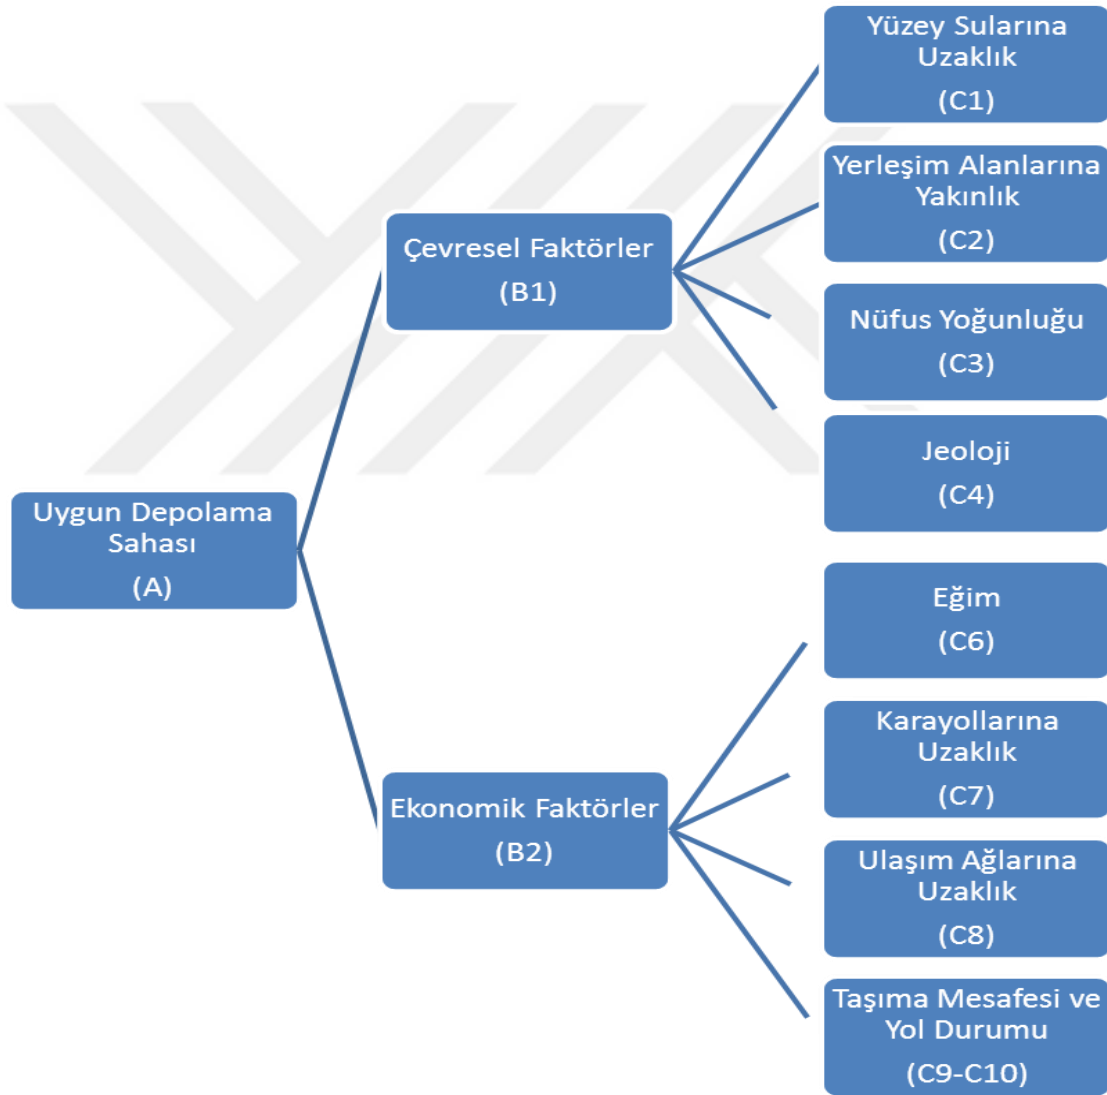 Yüzey Sularına
Uzaklık
(C1)
Yerleşim Alanlarına
Yakınlık
(C2)
Çevresel Faktörler
(B1)
Nüfus Yoğunluğu
(C3)
Jeoloji
(C4)
Uygun Depolama
Sahası
(A)
Eğim
(C6)
Karayollarına
Uzaklık
(C7)
Ekonomik Faktörler
(B2)
Ulaşım Ağlarına
Uzaklık
(C8)
Taşıma Mesafesi ve
Yol Durumu
(C9-C10)